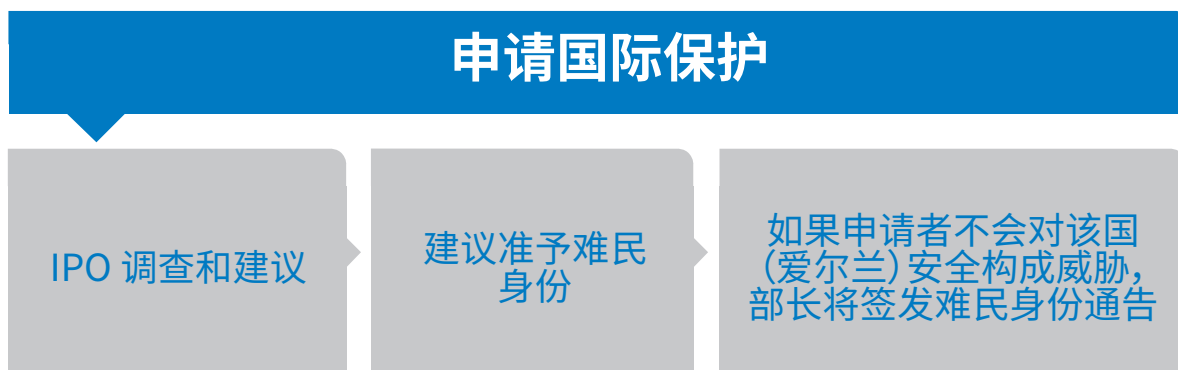 申请国际保护
IPO 调查和建议
建议准予难民
身份
如果申请者不会对该国
（爱尔兰）安全构成威胁，
部长将签发难民身份通告